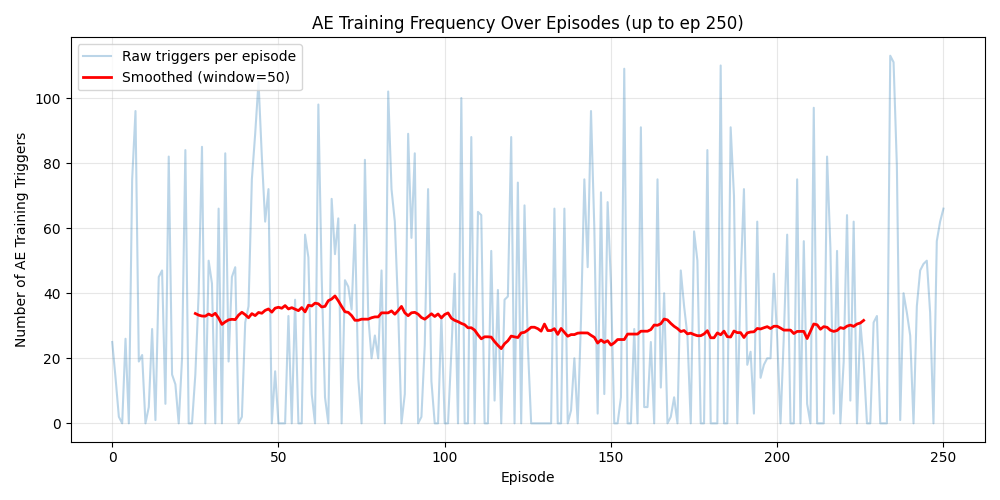 AE Training Frequency Over Episodes (up to ep 250)
Raw triggers per episode
Smoothed (window=50)
Number of AE Training Triggers
100
80
60
40
20
0
0 50 100 150 200 250
Episode